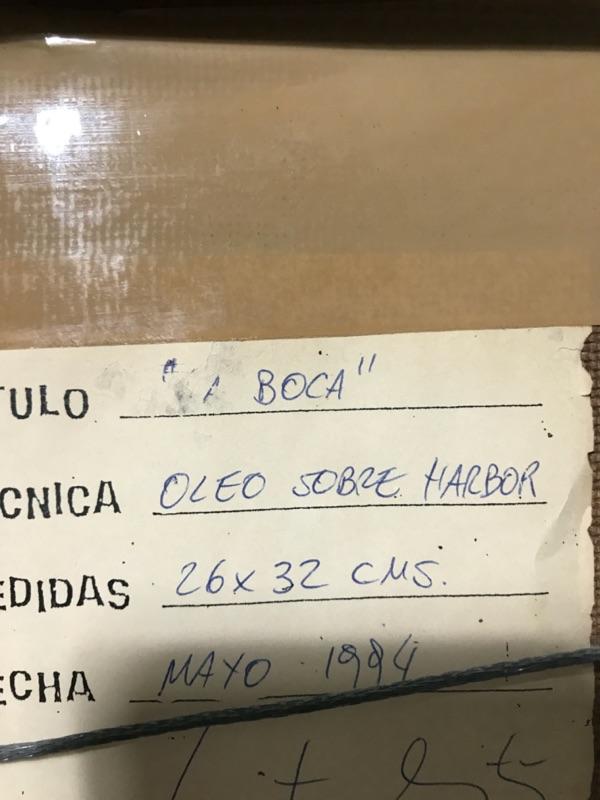 TULO " BOCA"
CNICA OLEO SOBRE HARBOR
EDIDAS 26 x 32 CMS.
ECHA MAYO 1994